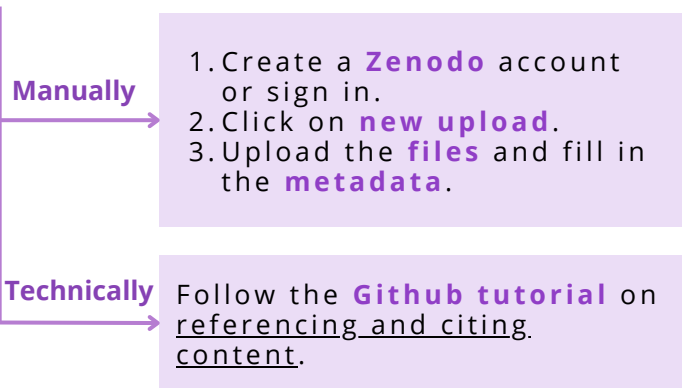 Manually
1. Create a Zenodo account
or sign in.
2. Click on new upload.
3. Upload the files and fill in
the metadata.
Technically
Follow the Github tutorial on
referencing and citing
content.